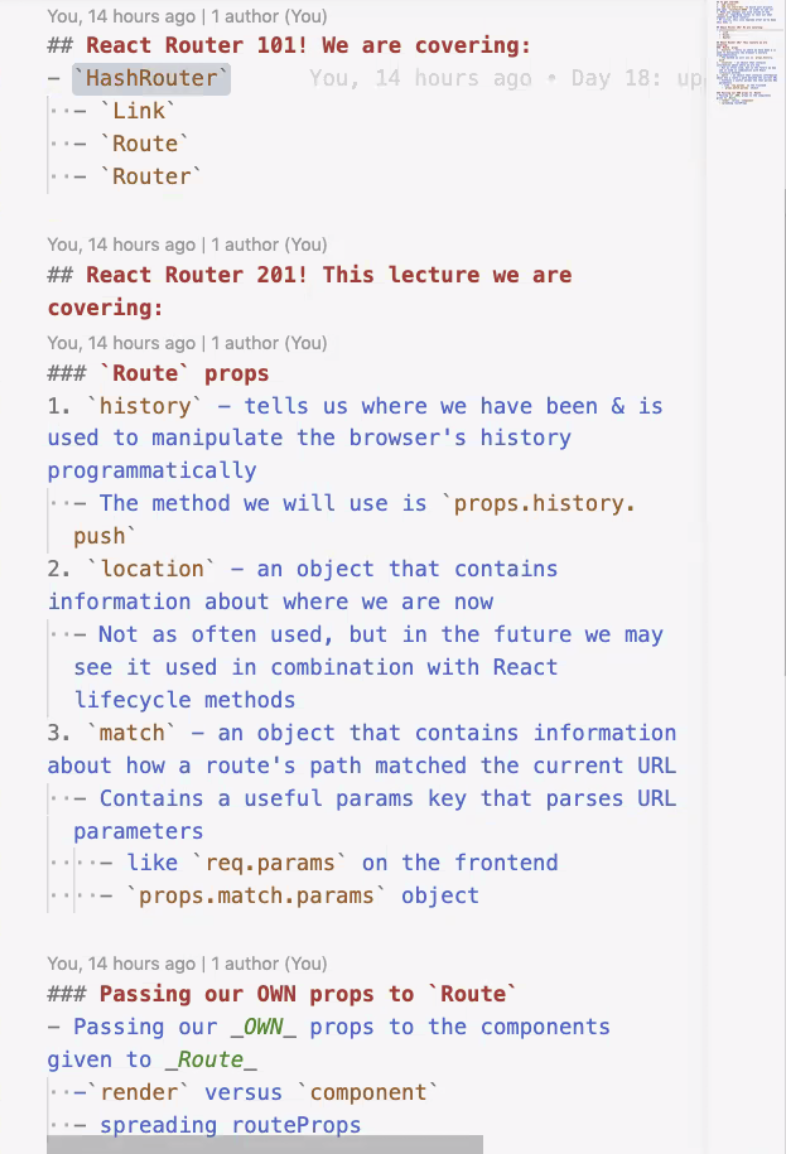 You, 14 hours ago | 1 author (You)
## React Router 101! We are covering:
- `HashRouter` You, 14 hours ago • Day 18: up
- `Link`
- `Route`
- `Router`
You, 14 hours ago | 1 author (You)
## React Router 201! This lecture we are
covering:
You, 14 hours ago | 1 author (You)
### `Route` props
1. `history` - tells us where we have been & is
used to manipulate the browser's history
programmatically
- The method we will use is `props.history.
push`
2. `location` - an object that contains
information about where we are now
- Not as often used, but in the future we may
see it used in combination with React
lifecycle methods
3. `match` - an object that contains information
about how a route's path matched the current URL
- Contains a useful params key that parses URL
parameters
- like `req.params` on the frontend
- `props.match.params` object
You, 14 hours ago | 1 author (You)
### Passing our OWN props to `Route`
- Passing our _OWN_ props to the components
given to _Route_
-`render` versus `component`
- spreading routeProps